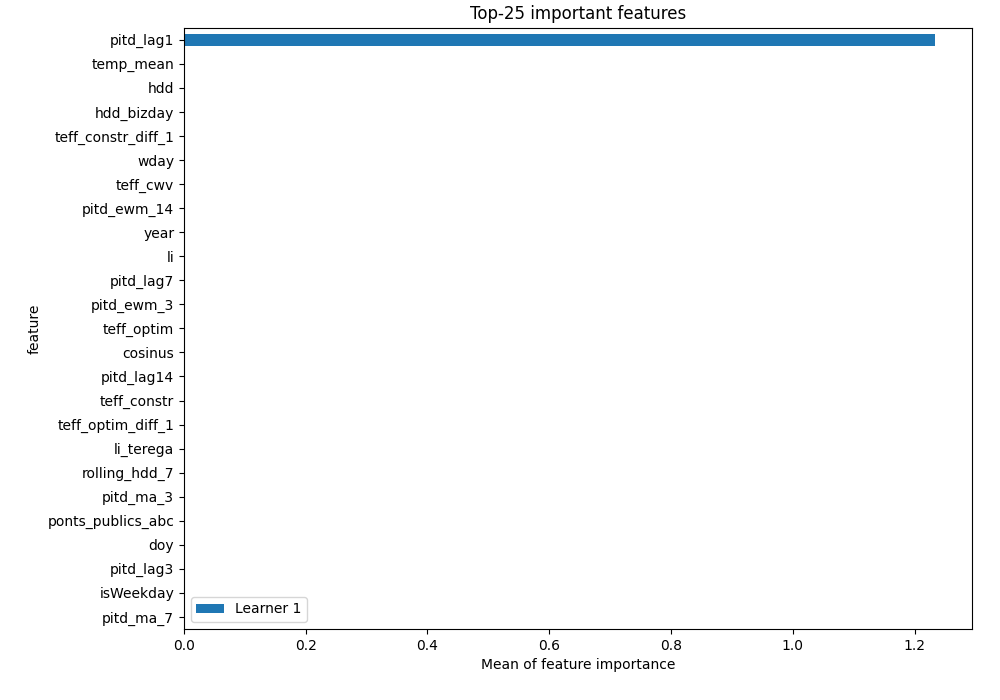 Top-25 important features
pitd_lag1
temp_mean
hdd
hdd_bizday
teff_constr_diff_1
wday
teff_cwv
pitd_ewm_14
year
li
pitd_lag7
pitd_ewm_3
teff_optim
cosinus
pitd_lag14
teff_constr
teff_optim_diff_1
li_terega
rolling_hdd_7
pitd_ma_3
ponts_publics_abc
doy
pitd_lag3
isWeekday
pitd_ma_7
feature
Learner 1
0.0 0.2 0.4 0.6 0.8 1.0 1.2
Mean of feature importance